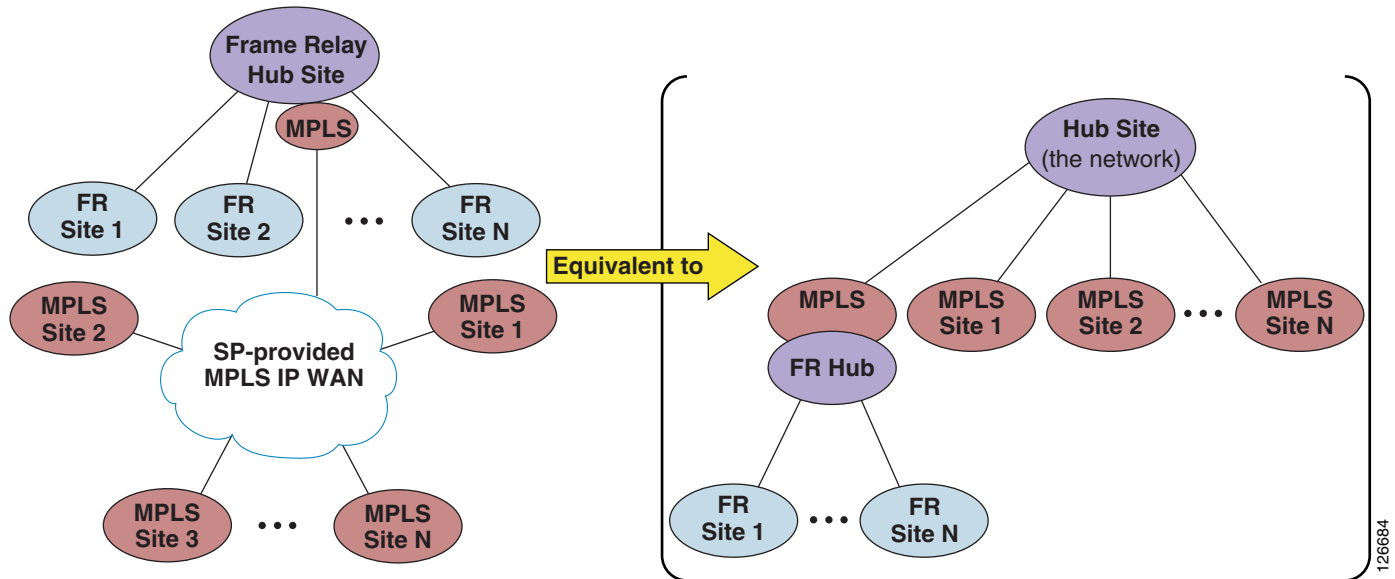 Frame Relay
Hub Site
MPLS
FR
Site 1
FR
Site 2
•••
FR
Site N
MPLS
Site 2
MPLS
Site 1
SP-provided
MPLS IP WAN
MPLS
Site 3
•••
MPLS
Site N
Equivalent to
Hub Site
(the network)
MPLS
MPLS
Site 1
MPLS
Site 2
•••
MPLS
Site N
FR Hub
FR
Site 1
•••
FR
Site N
126684